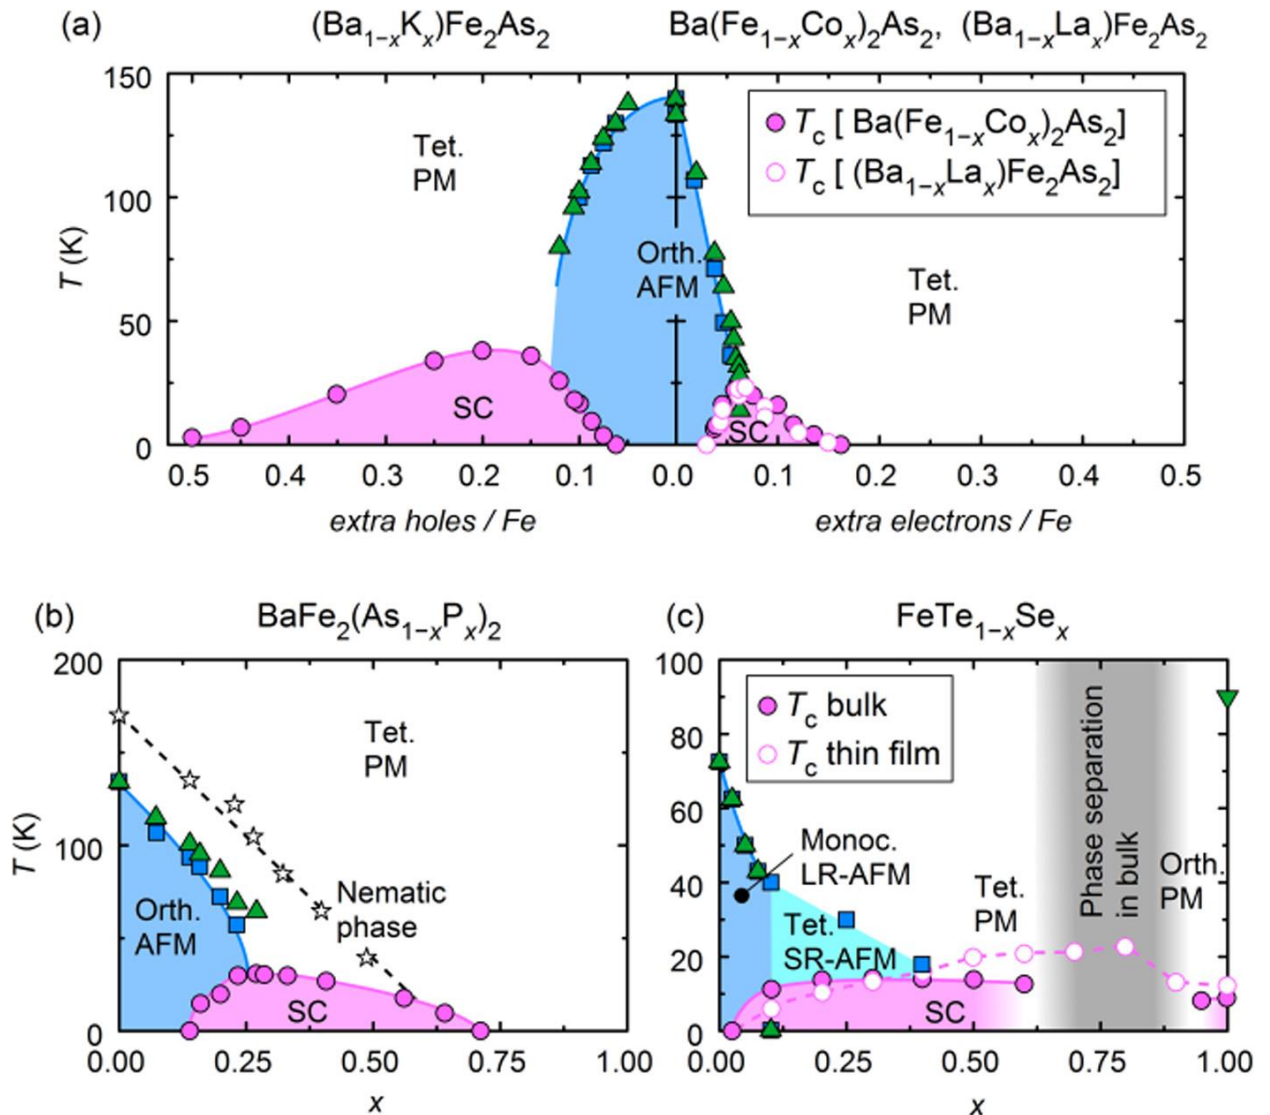 (a) (Ba₁₋ₓKₓ)Fe₂As₂ Ba(Fe₁₋ₓCoₓ)₂As₂, (Ba₁₋ₓLaₓ)Fe₂As₂
150
100
50
0
T (K)
Tet.
PM
Orth.
AFM
Tet.
PM
SC
SC
T_c [ Ba(Fe₁₋ₓCoₓ)₂As₂]
T_c [ (Ba₁₋ₓLaₓ)Fe₂As₂]
0.5 0.4 0.3 0.2 0.1 0.0 0.1 0.2 0.3 0.4 0.5
extra holes / Fe extra electrons / Fe
(b) BaFe₂(As₁₋ₓPₓ)₂
200
100
0
T (K)
Tet.
PM
Nematic
phase
Orth.
AFM
SC
0.00 0.25 0.50 0.75 1.00
x
(c) FeTe₁₋ₓSeₓ
100
80
60
40
20
0
T_c bulk
T_c thin film
Monoc.
LR-AFM
Tet.
SR-AFM
Tet.
PM
Phase separation
in bulk
Orth.
PM
SC
0.00 0.25 0.50 0.75 1.00
x